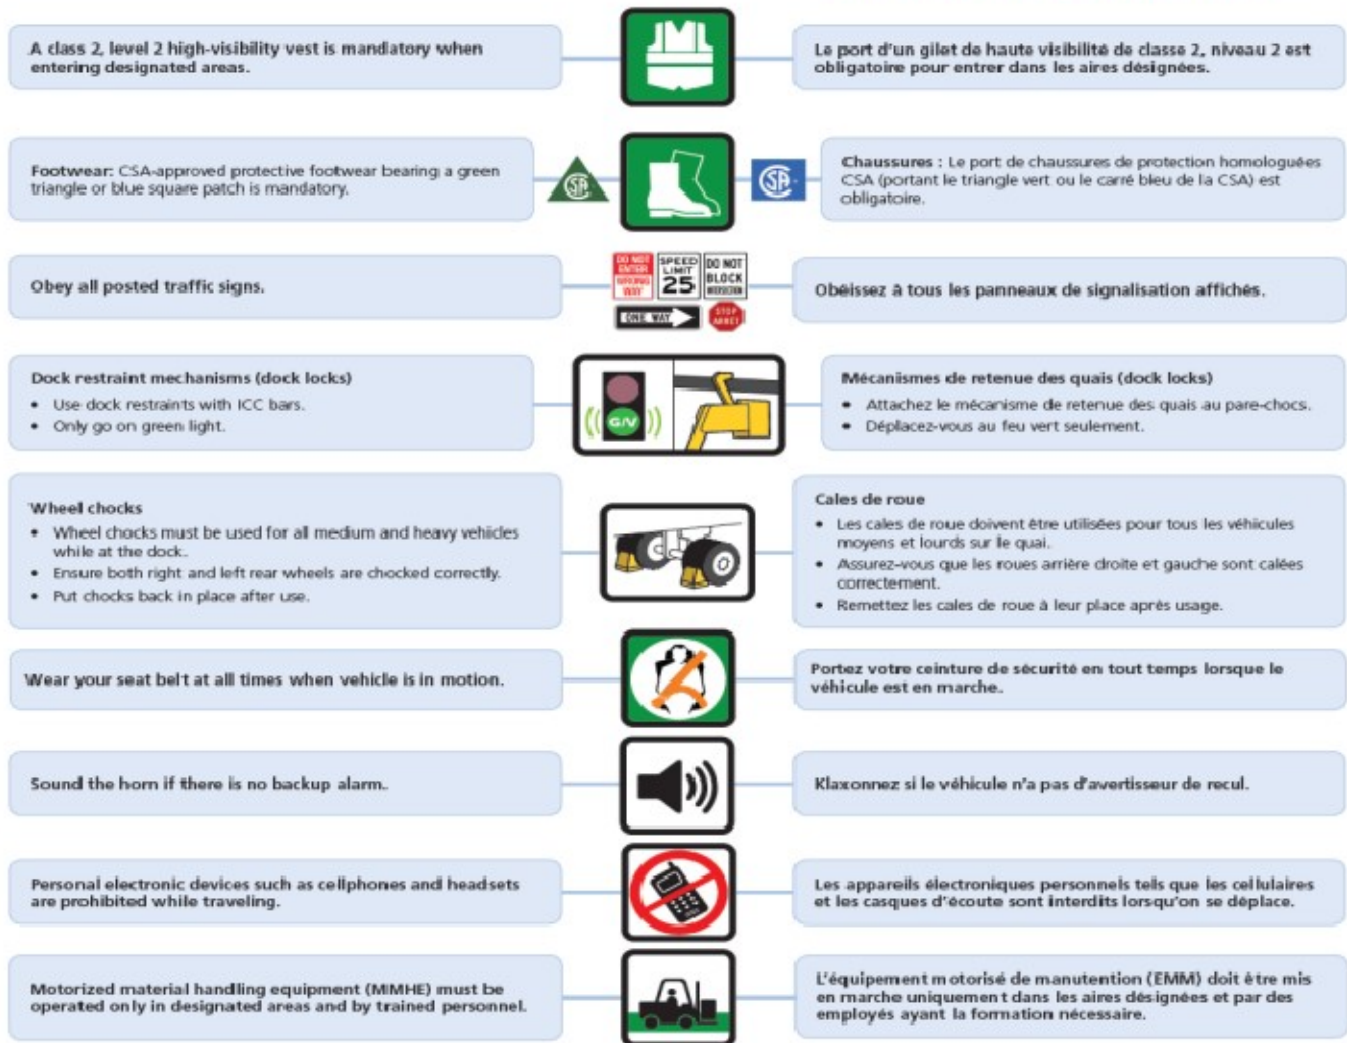 A class 2, level 2 high-visibility vest is mandatory when
entering designated areas.
Le port d'un gilet de haute visibilité de classe 2, niveau 2 est
obligatoire pour entrer dans les aires désignées.
Footwear: CSA-approved protective footwear bearing a green
triangle or blue square patch is mandatory.
CSA
CSA
Chaussures : Le port de chaussures de protection homologuées
CSA (portant le triangle vert ou le carré bleu de la CSA) est
obligatoire.
Obey all posted traffic signs.
DO NOT
ENTER
WRONG
WAY
SPEED
LIMIT
25
DO NOT
BLOCK
INTERSECTION
ONE WAY
STOP
ARRET
Obéissez à tous les panneaux de signalisation affichés.
Dock restraint mechanisms (dock locks)
• Use dock restraints with ICC bars.
• Only go on green light.
G/V
Mécanismes de retenue des quais (dock locks)
• Attachez le mécanisme de retenue des quais au pare-chocs.
• Déplacez-vous au feu vert seulement.
Wheel chocks
• Wheel chocks must be used for all medium and heavy vehicles
while at the dock.
• Ensure both right and left rear wheels are chocked correctly.
• Put chocks back in place after use.
Cales de roue
• Les cales de roue doivent être utilisées pour tous les véhicules
moyens et lourds sur le quai.
• Assurez-vous que les roues arrière droite et gauche sont calées
correctement.
• Remettez les cales de roue à leur place après usage.
Wear your seat belt at all times when vehicle is in motion.
Portez votre ceinture de sécurité en tout temps lorsque le
véhicule est en marche.
Sound the horn if there is no backup alarm.
Klaxonnez si le véhicule n'a pas d'avertisseur de recul.
Personal electronic devices such as cellphones and headsets
are prohibited while traveling.
Les appareils électroniques personnels tels que les cellulaires
et les casques d'écoute sont interdits lorsqu'on se déplace.
Motorized material handling equipment (MMHE) must be
operated only in designated areas and by trained personnel.
L'équipement motorisé de manutention (EMM) doit être mis
en marche uniquement dans les aires désignées et par des
employés ayant la formation nécessaire.